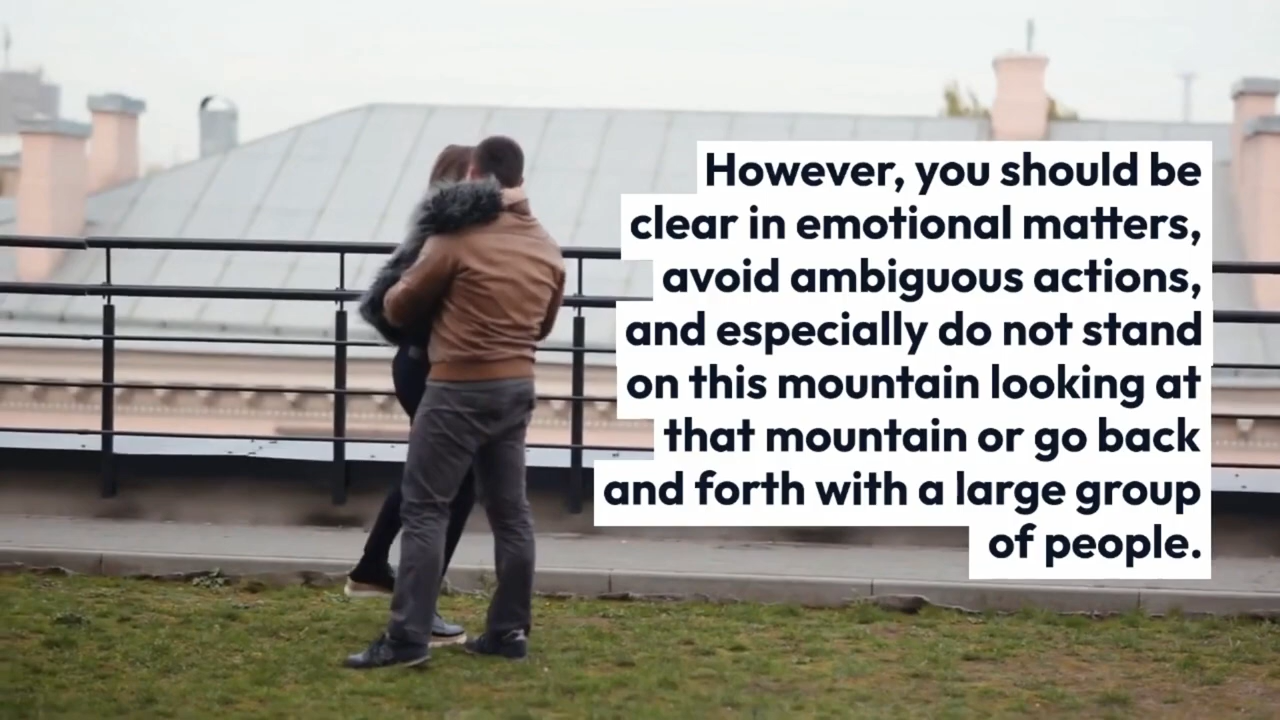 However, you should be
clear in emotional matters,
avoid ambiguous actions,
and especially do not stand
on this mountain looking at
that mountain or go back
and forth with a large group
of people.